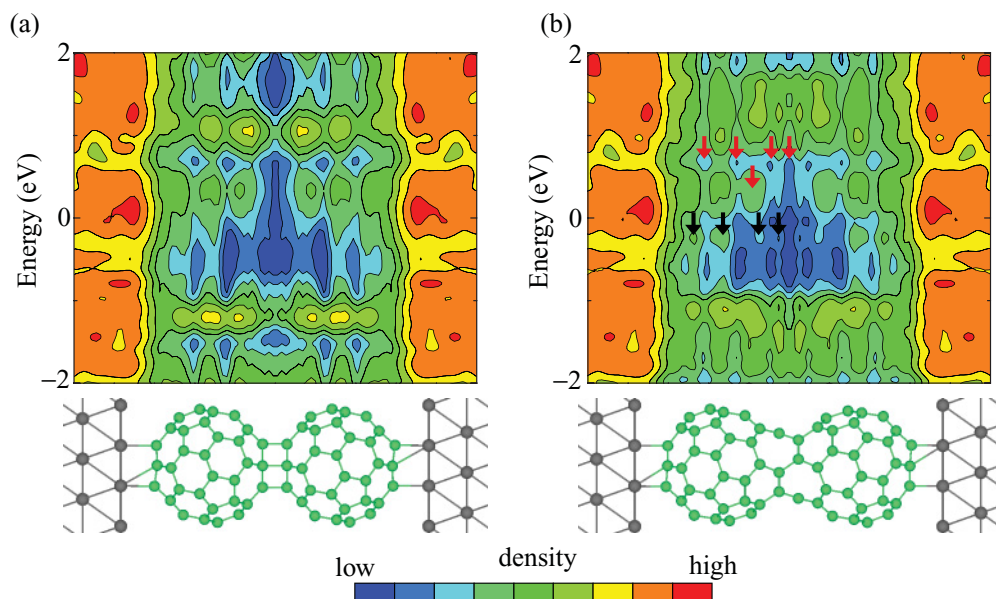 (a)
(b)
2
0
−2
Energy (eV)
2
0
−2
Energy (eV)
low
density
high